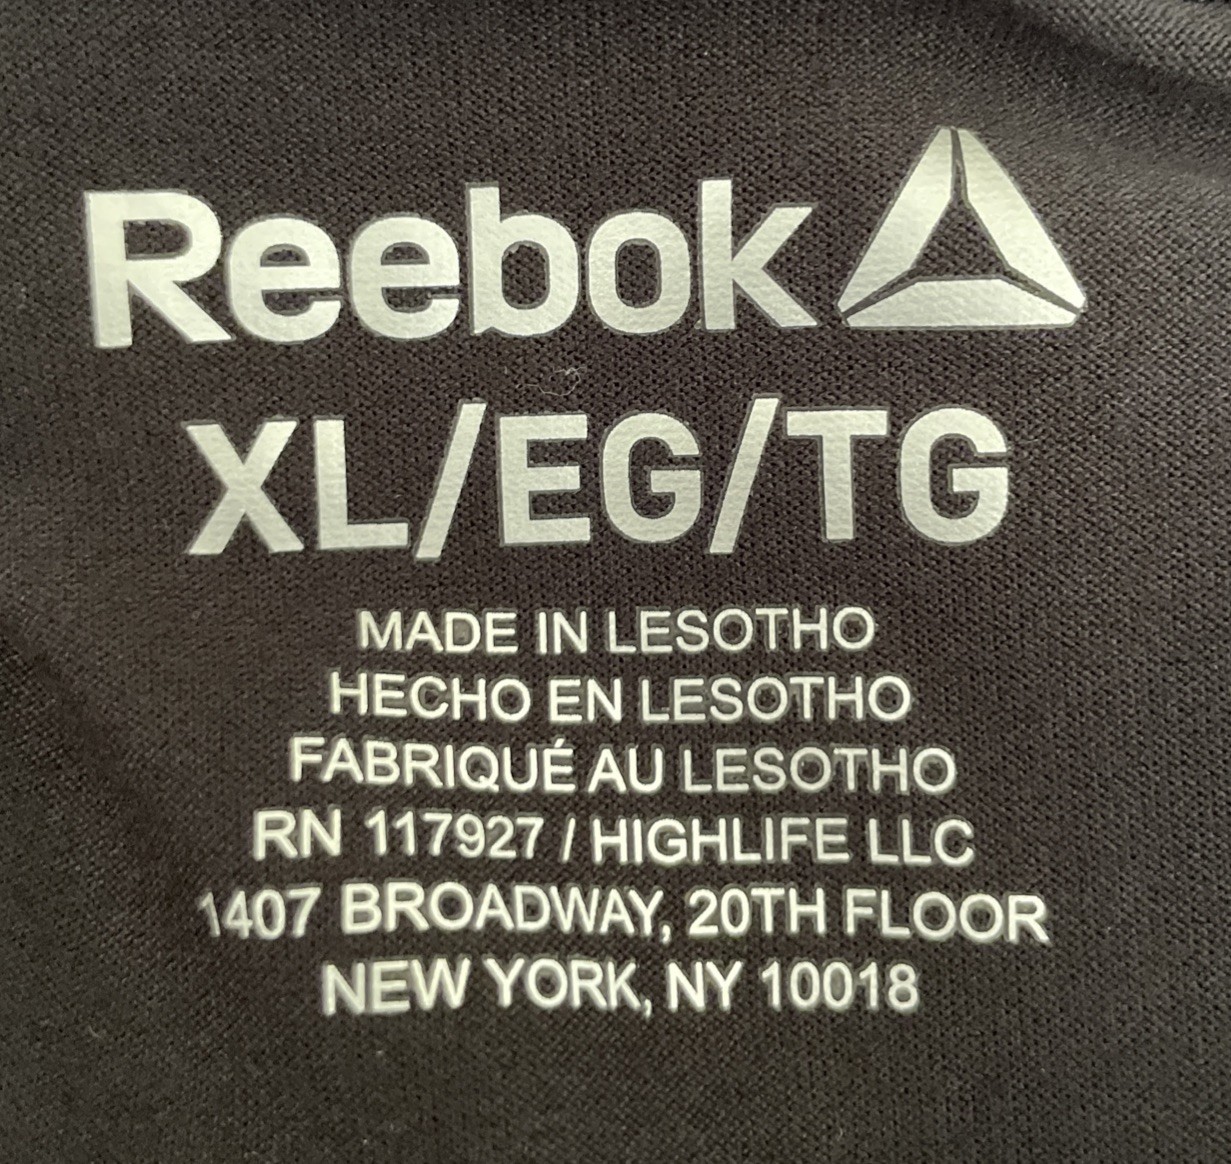 Reebok
XL/EG/TG
MADE IN LESOTHO
HECHO EN LESOTHO
FABRIQUÉ AU LESOTHO
RN 117927 / HIGHLIFE LLC
1407 BROADWAY, 20TH FLOOR
NEW YORK, NY 10018